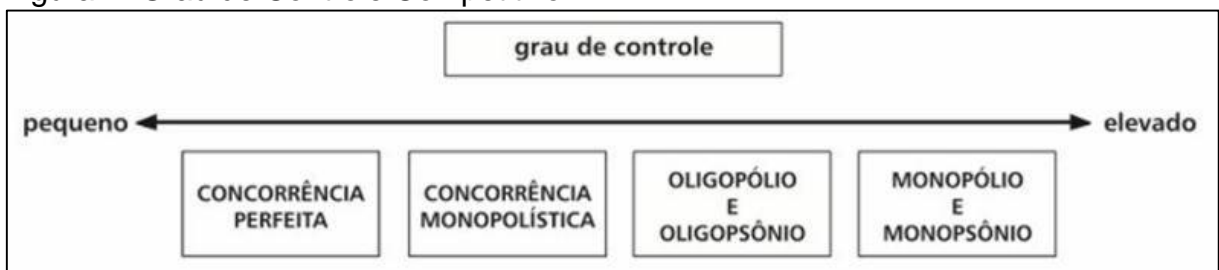 grau de controle
pequeno
elevado
CONCORRÊNCIA
PERFEITA
CONCORRÊNCIA
MONOPOLÍSTICA
OLIGOPÓLIO
E
OLIGOPSÔNIO
MONOPÓLIO
E
MONOPSÔNIO